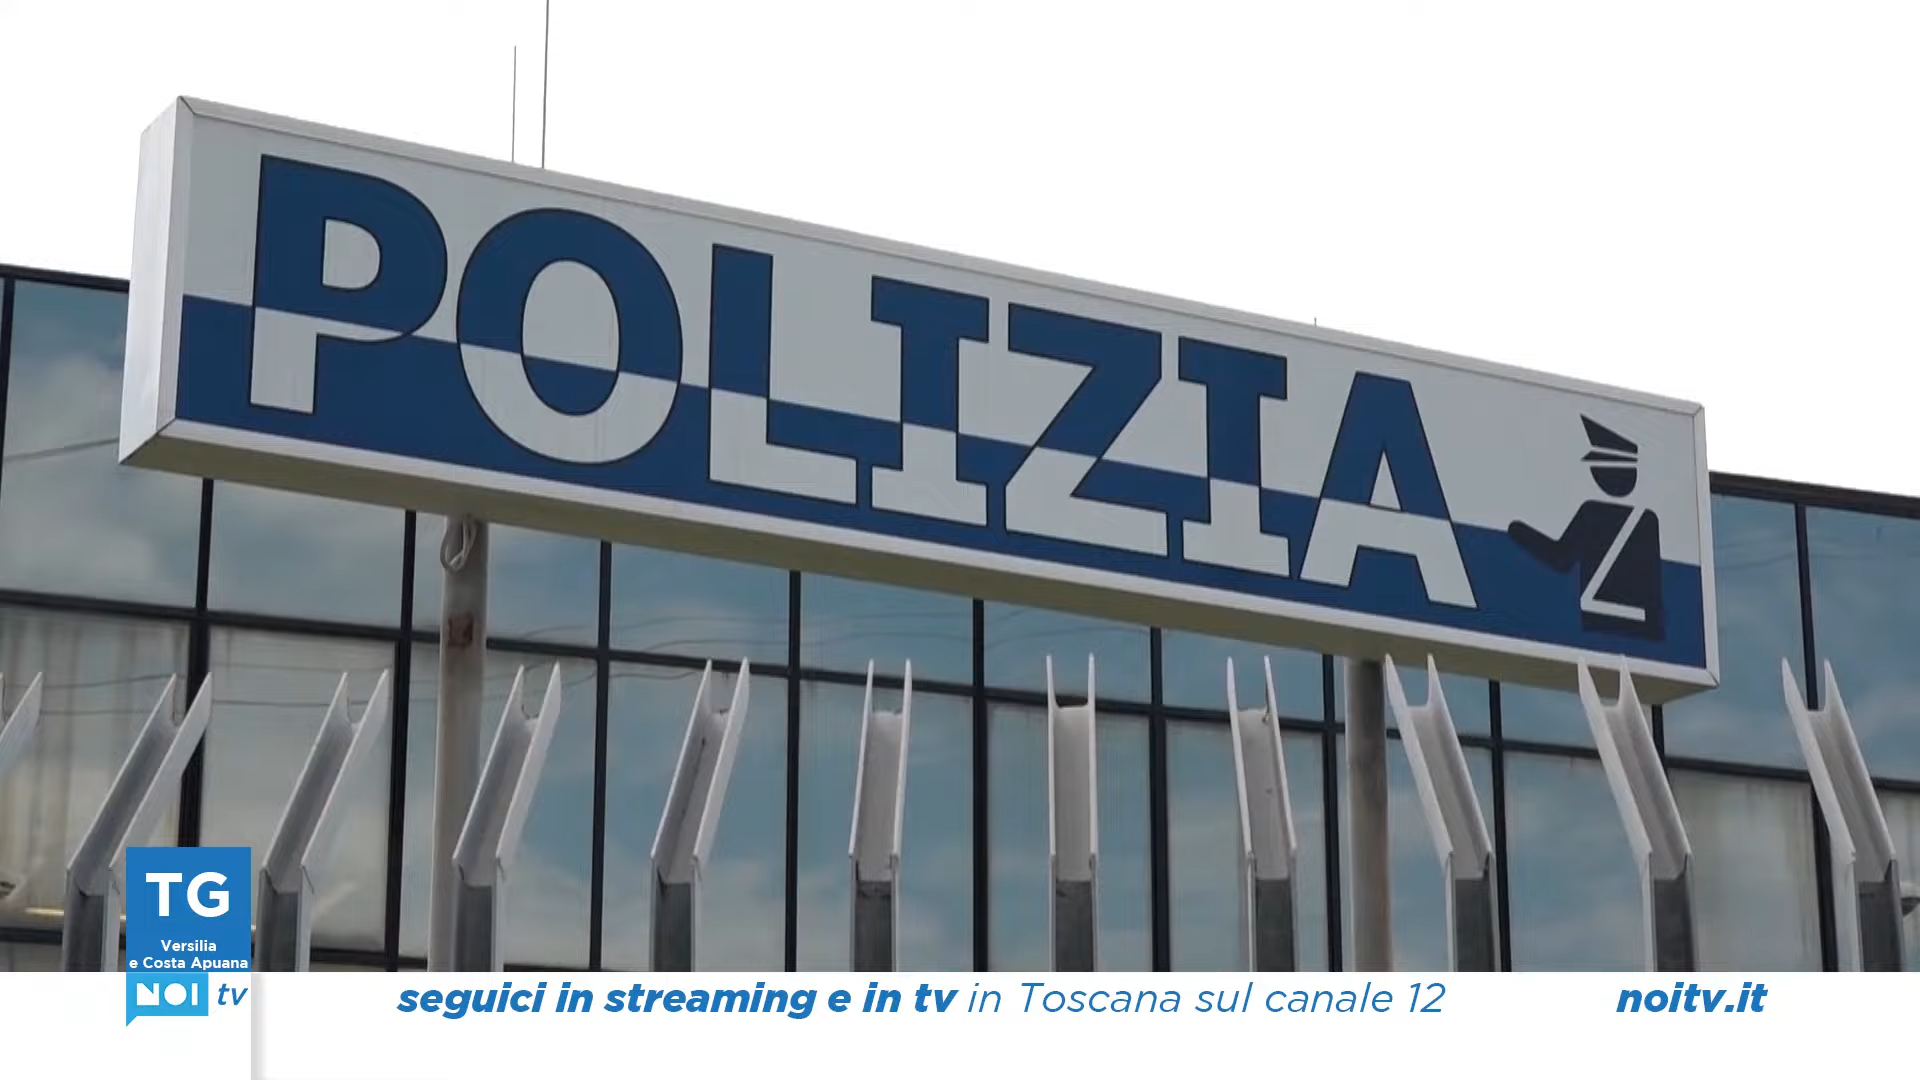 POLIZIA
TG
Versilia
e Costa Apuana
NOI tv
seguici in streaming e in tv in Toscana sul canale 12
noitv.it